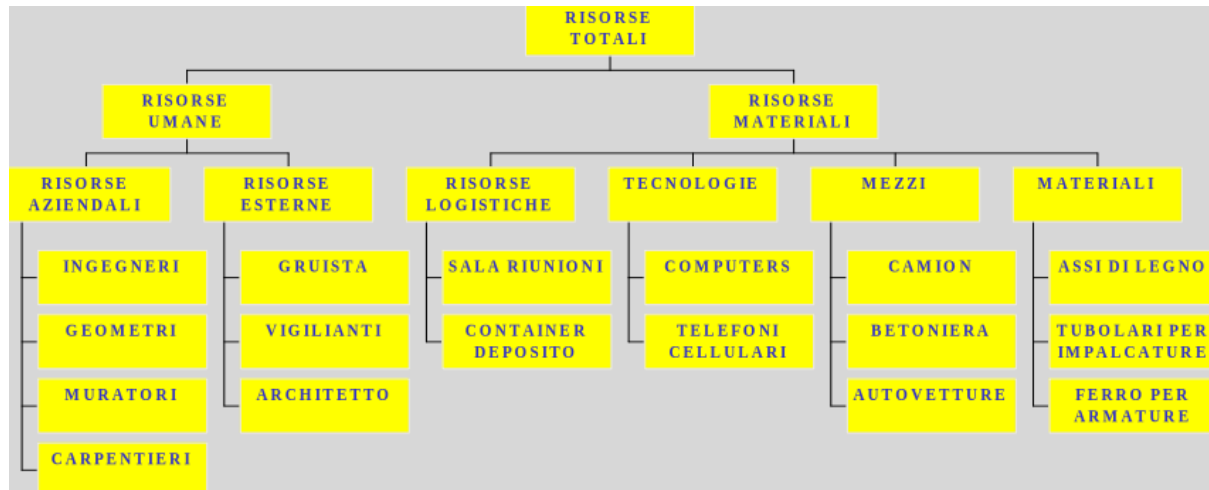 RISORSE
TOTALI
RISORSE
UMANE
RISORSE
MATERIALI
RISORSE
AZIENDALI
RISORSE
ESTERNE
RISORSE
LOGISTICHE
TECNOLOGIE
MEZZI
MATERIALI
INGEGNERI
GEOMETRI
MURATORI
CARPENTIERI
GRUISTA
VIGILIANTI
ARCHITETTO
SALA RIUNIONI
CONTAINER
DEPOSITO
COMPUTERS
TELEFONI
CELLULARI
CAMION
BETONIERA
AUTOVETTURE
ASSI DI LEGNO
TUBOLARI PER
IMPALCATURE
FERRO PER
ARMATURE